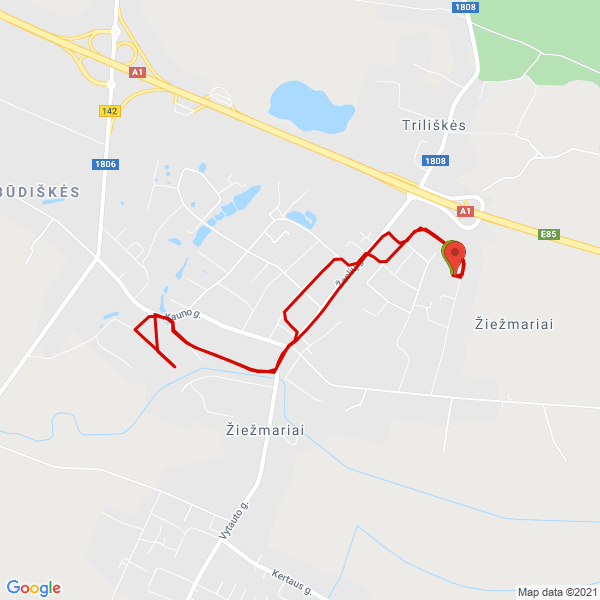 1808
A1
142
Triliškės
1806
1808
BŪDIŠKĖS
A1
E85
Žiežmariai
Kauno g.
Žiežmariai
Vytauto g.
Kertaus g.
Google
Map data ©2021